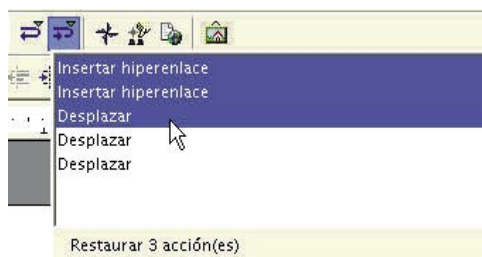 Insertar hiperenlace
Insertar hiperenlace
Desplazar
Desplazar
Desplazar
Restaurar 3 acción(es)